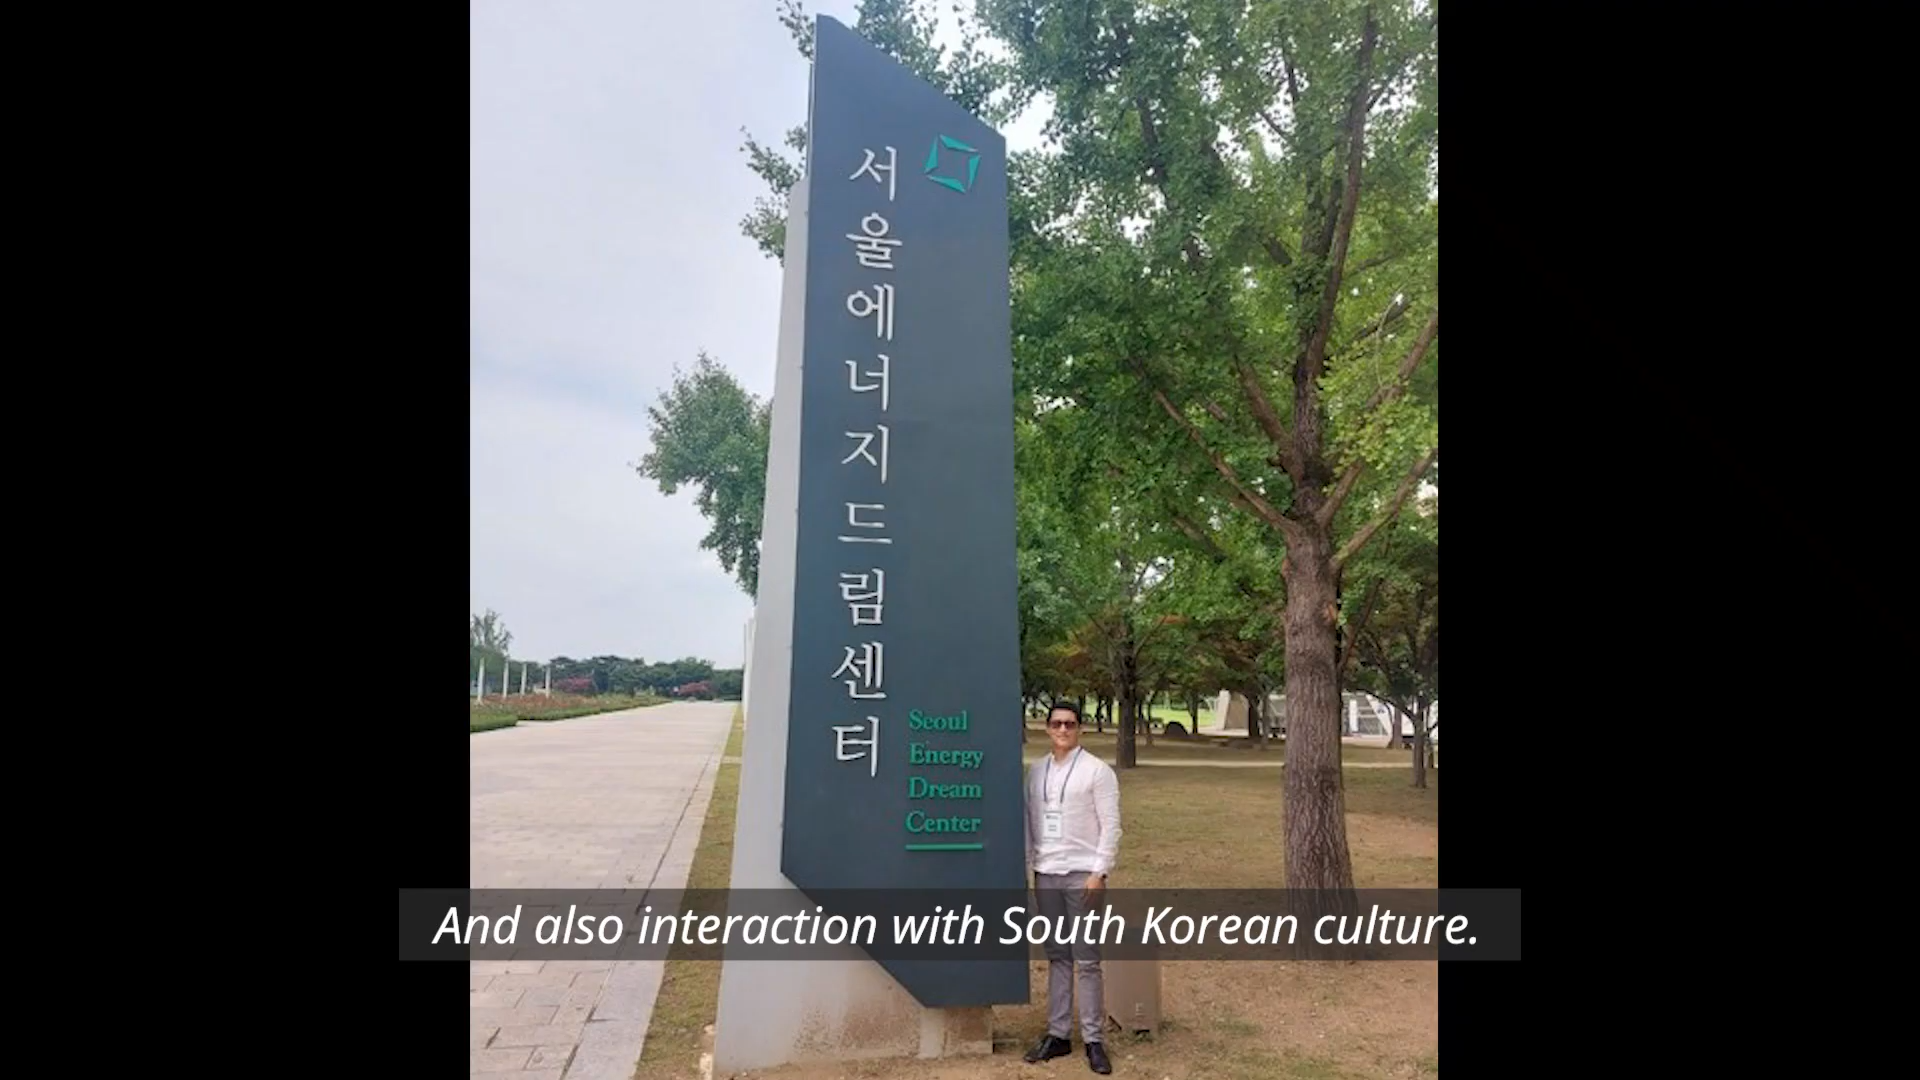 서울에너지드림센터
Seoul
Energy
Dream
Center
And also interaction with South Korean culture.